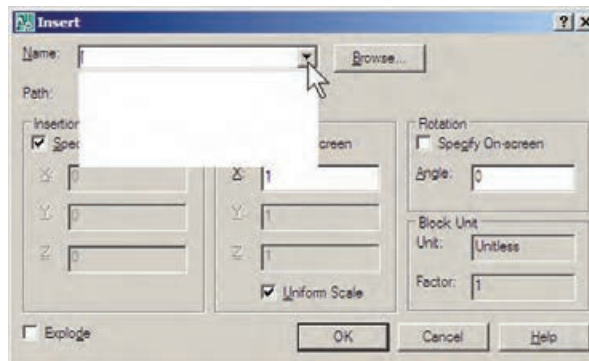 Insert
Name:
Browse...
Path:
Insertion
Rotation
Spec
creen
Specify On-screen
X: 0
X: 1
Angle: 0
Y: 0
Y: 1
Block Unit
Unit: Unitless
Z: 0
Z: 1
Factor: 1
Uniform Scale
Explode
OK
Cancel
Help